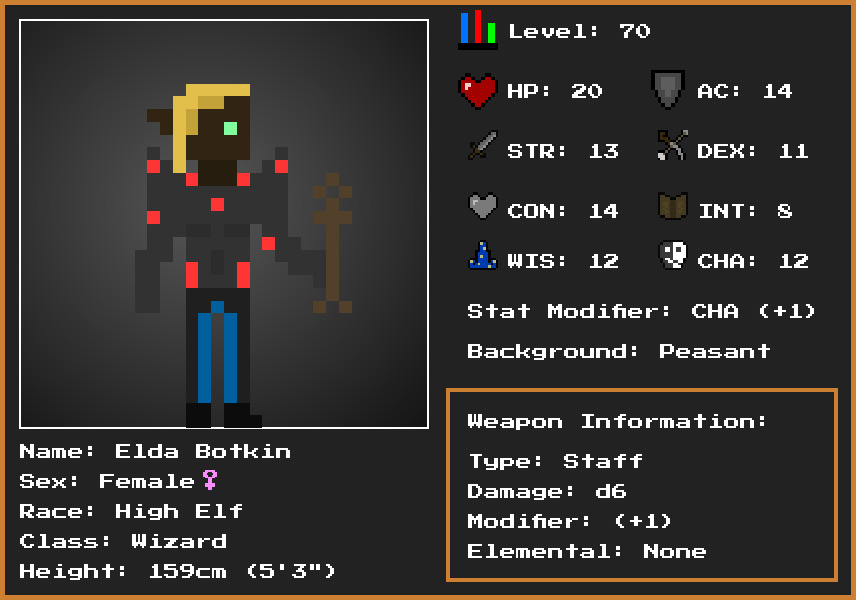 Level: 70
HP: 20
AC: 14
STR: 13
DEX: 11
CON: 14
INT: 8
WIS: 12
CHA: 12
Stat Modifier: CHA (+1)
Background: Peasant
Weapon Information:
Type: Staff
Damage: d6
Modifier: (+1)
Elemental: None
Name: Elda Botkin
Sex: Female♀
Race: High Elf
Class: Wizard
Height: 159cm (5'3")